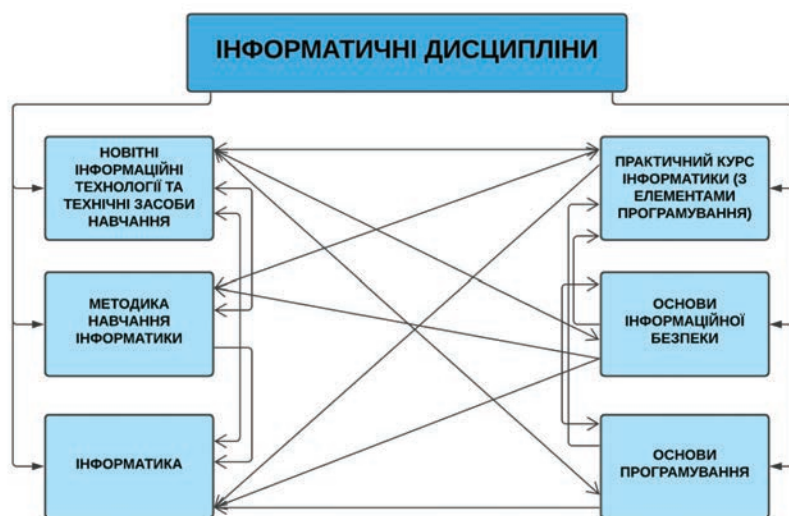 ІНФОРМАТИЧНІ ДИСЦИПЛІНИ
НОВІТНІ
ІНФОРМАЦІЙНІ
ТЕХНОЛОГІЇ ТА
ТЕХНІЧНІ ЗАСОБИ
НАВЧАННЯ
МЕТОДИКА
НАВЧАННЯ
ІНФОРМАТИКИ
ІНФОРМАТИКА
ПРАКТИЧНИЙ КУРС
ІНФОРМАТИКИ (З
ЕЛЕМЕНТАМИ
ПРОГРАМУВАННЯ)
ОСНОВИ
ІНФОРМАЦІЙНОЇ
БЕЗПЕКИ
ОСНОВИ
ПРОГРАМУВАННЯ